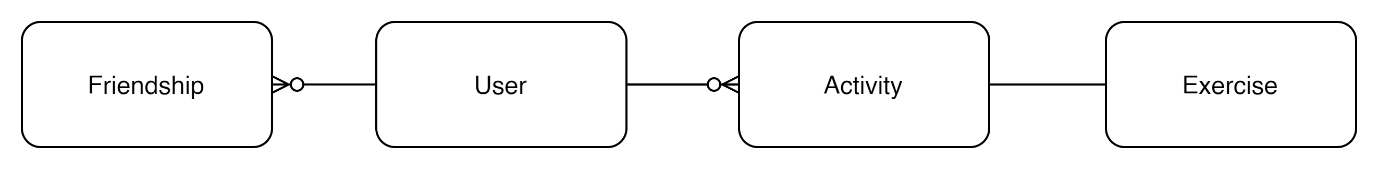 Friendship
User
Activity
Exercise